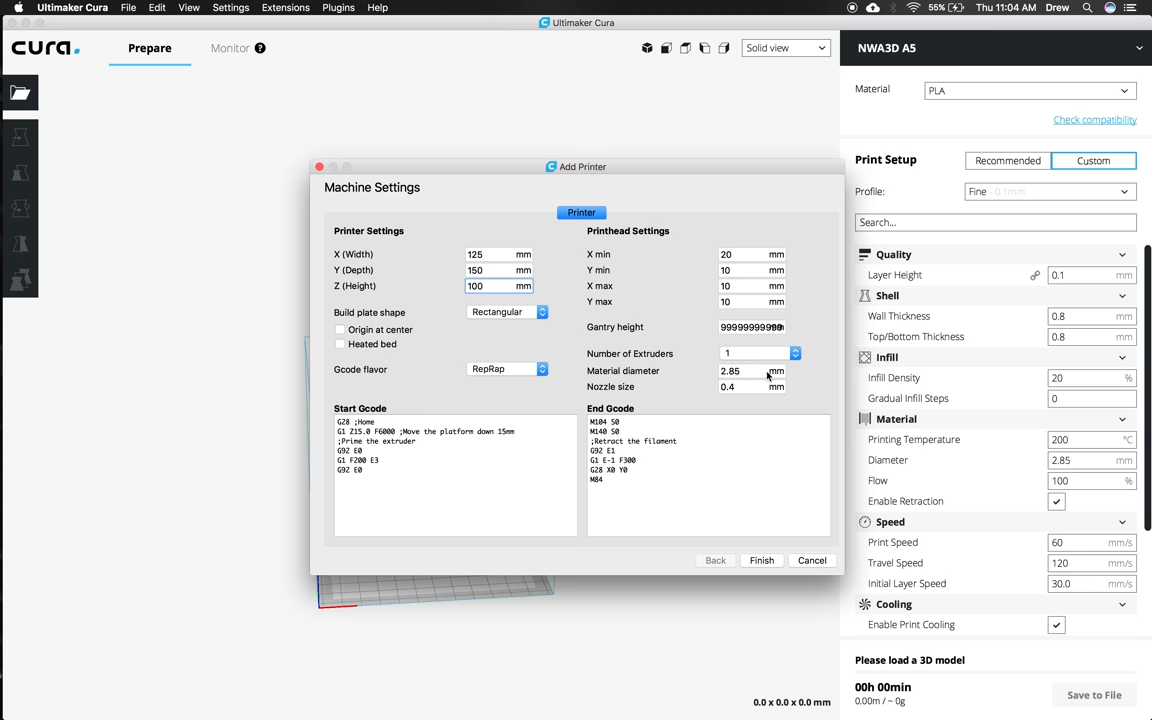 Ultimaker Cura File Edit View Settings Extensions Plugins Help 55% Thu 11:04 AM Drew
Ultimaker Cura
cura. Prepare Monitor ? Solid view NWA3D A5
Material PLA
Check compatibility
Print Setup Recommended Custom
Profile: Fine - 0.1mm
Search...
Quality
Layer Height 0.1 mm
Shell
Wall Thickness 0.8 mm
Top/Bottom Thickness 0.8 mm
Infill
Infill Density 20 %
Gradual Infill Steps 0
Material
Printing Temperature 200 °C
Diameter 2.85 mm
Flow 100 %
Enable Retraction
Speed
Print Speed 60 mm/s
Travel Speed 120 mm/s
Initial Layer Speed 30.0 mm/s
Cooling
Enable Print Cooling
Please load a 3D model
00h 00min
0.00m / ~ 0g
Save to File
Add Printer
Machine Settings
Printer
Printer Settings
X (Width) 125 mm
Y (Depth) 150 mm
Z (Height) 100 mm
Build plate shape Rectangular
Origin at center
Heated bed
Gcode flavor RepRap
Printhead Settings
X min 20 mm
Y min 10 mm
X max 10 mm
Y max 10 mm
Gantry height 99999999999 mm
Number of Extruders 1
Material diameter 2.85 mm
Nozzle size 0.4 mm
Start Gcode
G28 ;Home
G1 Z15.0 F6000 ;Move the platform down 15mm
;Prime the extruder
G92 E0
G1 F200 E3
G92 E0
End Gcode
M104 S0
M140 S0
;Retract the filament
G92 E1
G1 E-1 F300
G28 X0 Y0
M84
Back Finish Cancel
0.0 x 0.0 x 0.0 mm